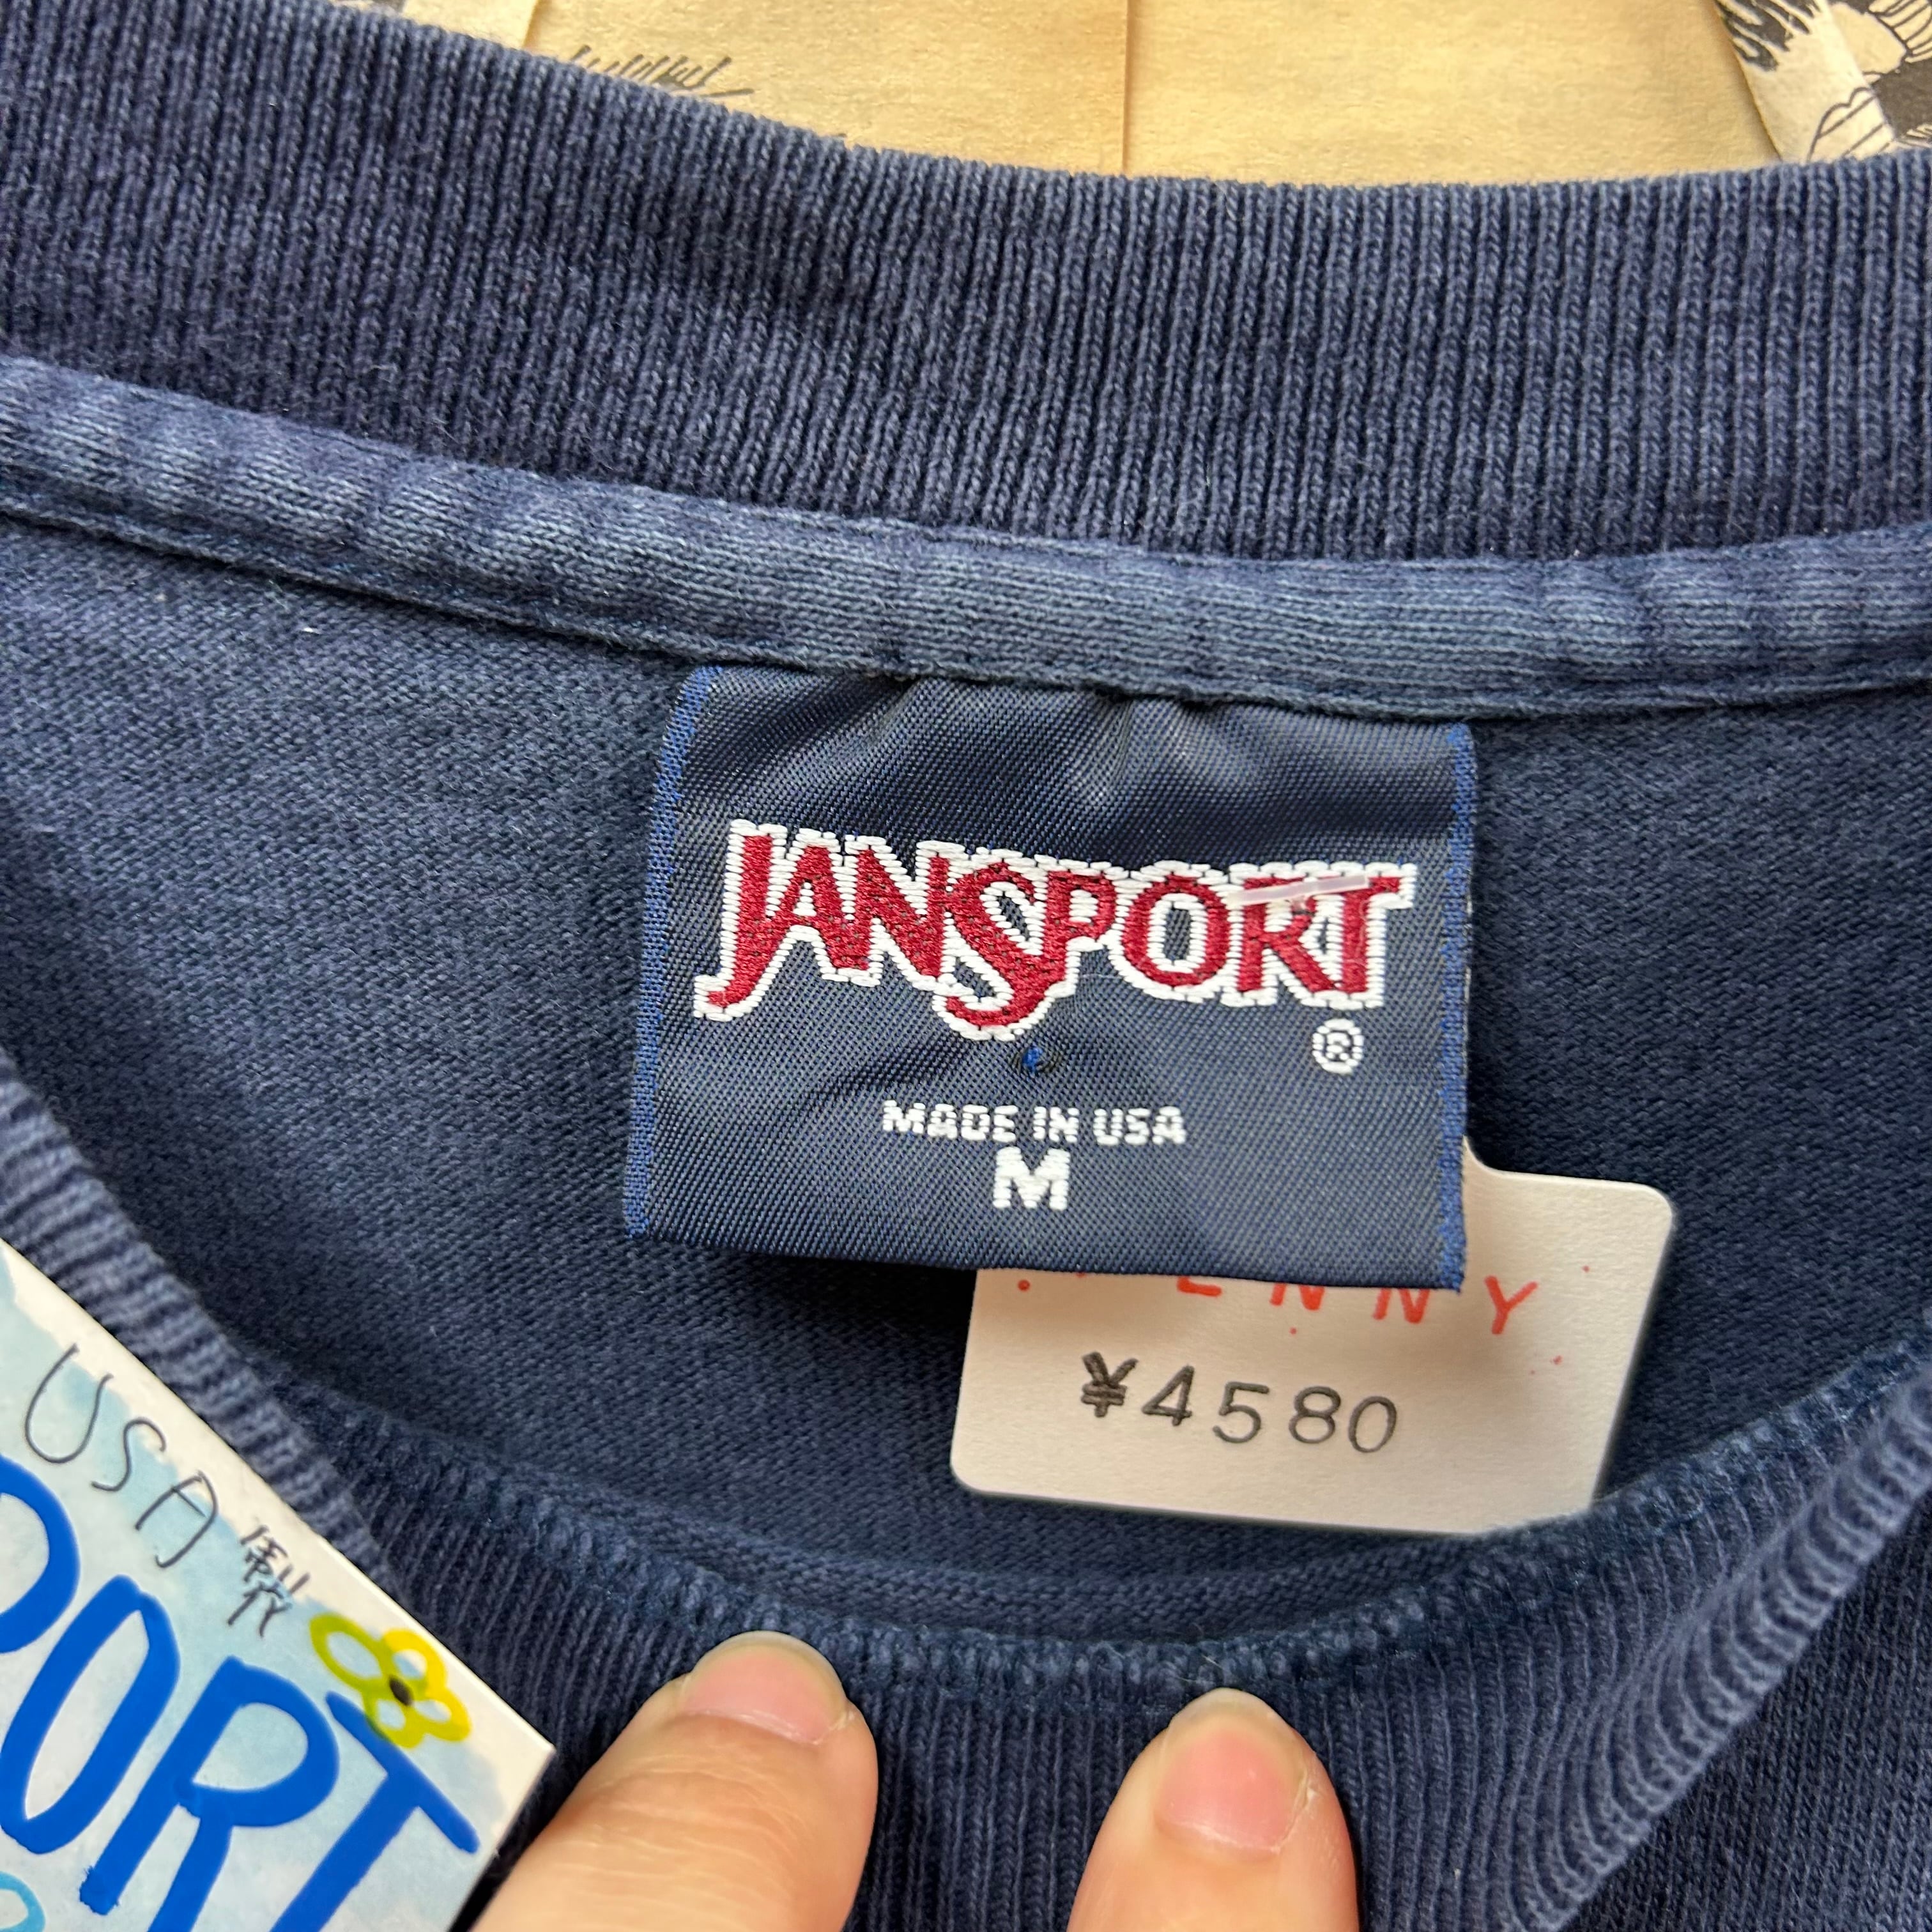 JANSPORT
®
MADE IN USA
M
ENNY
¥4580
USA製
PORT